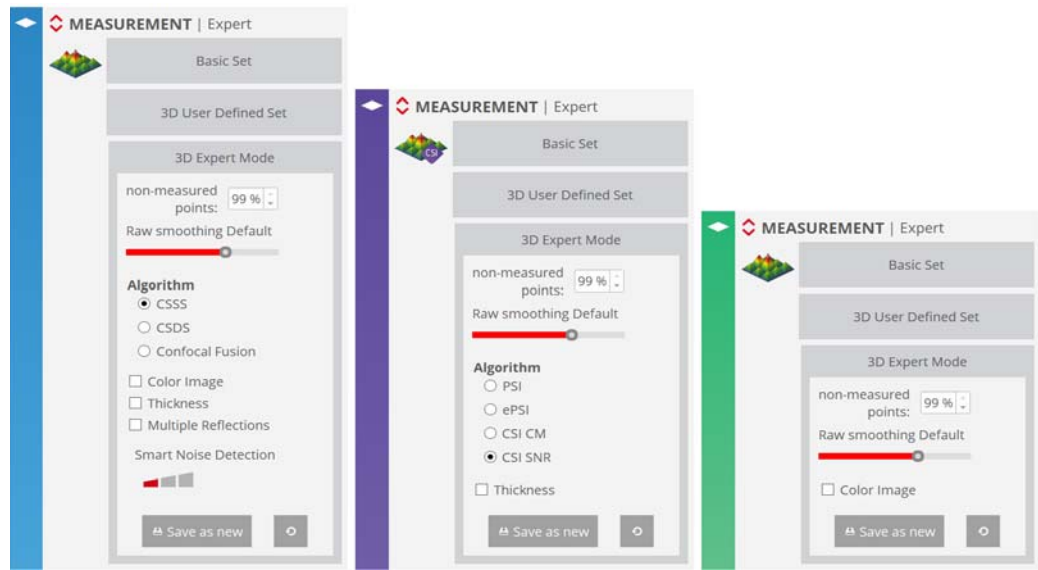 MEASUREMENT | Expert
Basic Set
3D User Defined Set
3D Expert Mode
non-measured
points:
99 %
Raw smoothing Default
Algorithm
CSSS
CSDS
Confocal Fusion
Color Image
Thickness
Multiple Reflections
Smart Noise Detection
Save as new
MEASUREMENT | Expert
CSI
Basic Set
3D User Defined Set
3D Expert Mode
non-measured
points:
99 %
Raw smoothing Default
Algorithm
PSI
ePSI
CSI CM
CSI SNR
Thickness
Save as new
MEASUREMENT | Expert
Basic Set
3D User Defined Set
3D Expert Mode
non-measured
points:
99 %
Raw smoothing Default
Color Image
Save as new